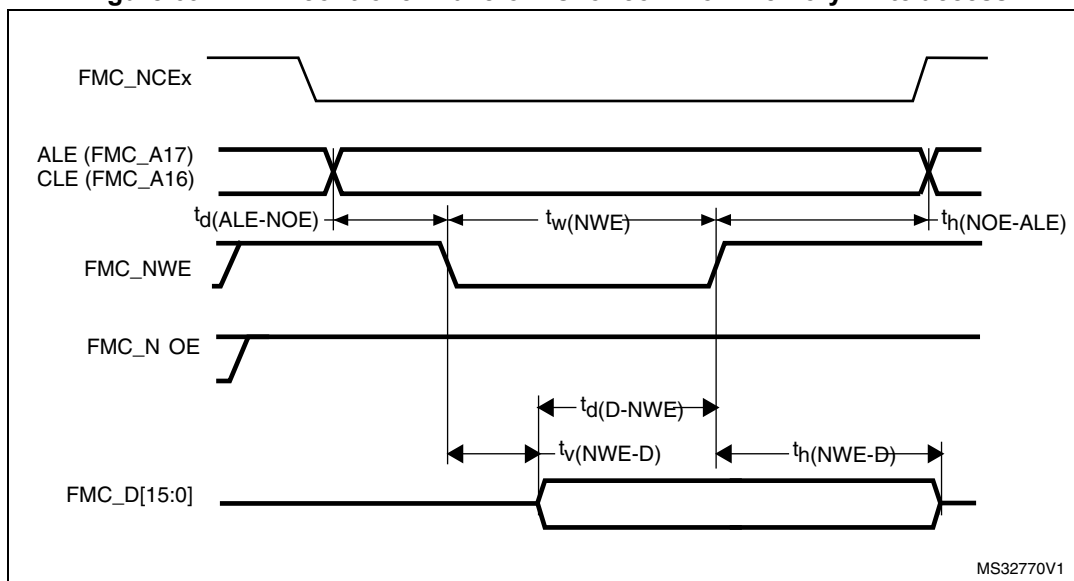 FMC_NCEx
ALE (FMC_A17)
CLE (FMC_A16)
td(ALE-NOE)
tw(NWE)
th(NOE-ALE)
FMC_NWE
FMC_N OE
td(D-NWE)
tv(NWE-D)
th(NWE-D)
FMC_D[15:0]
MS32770V1